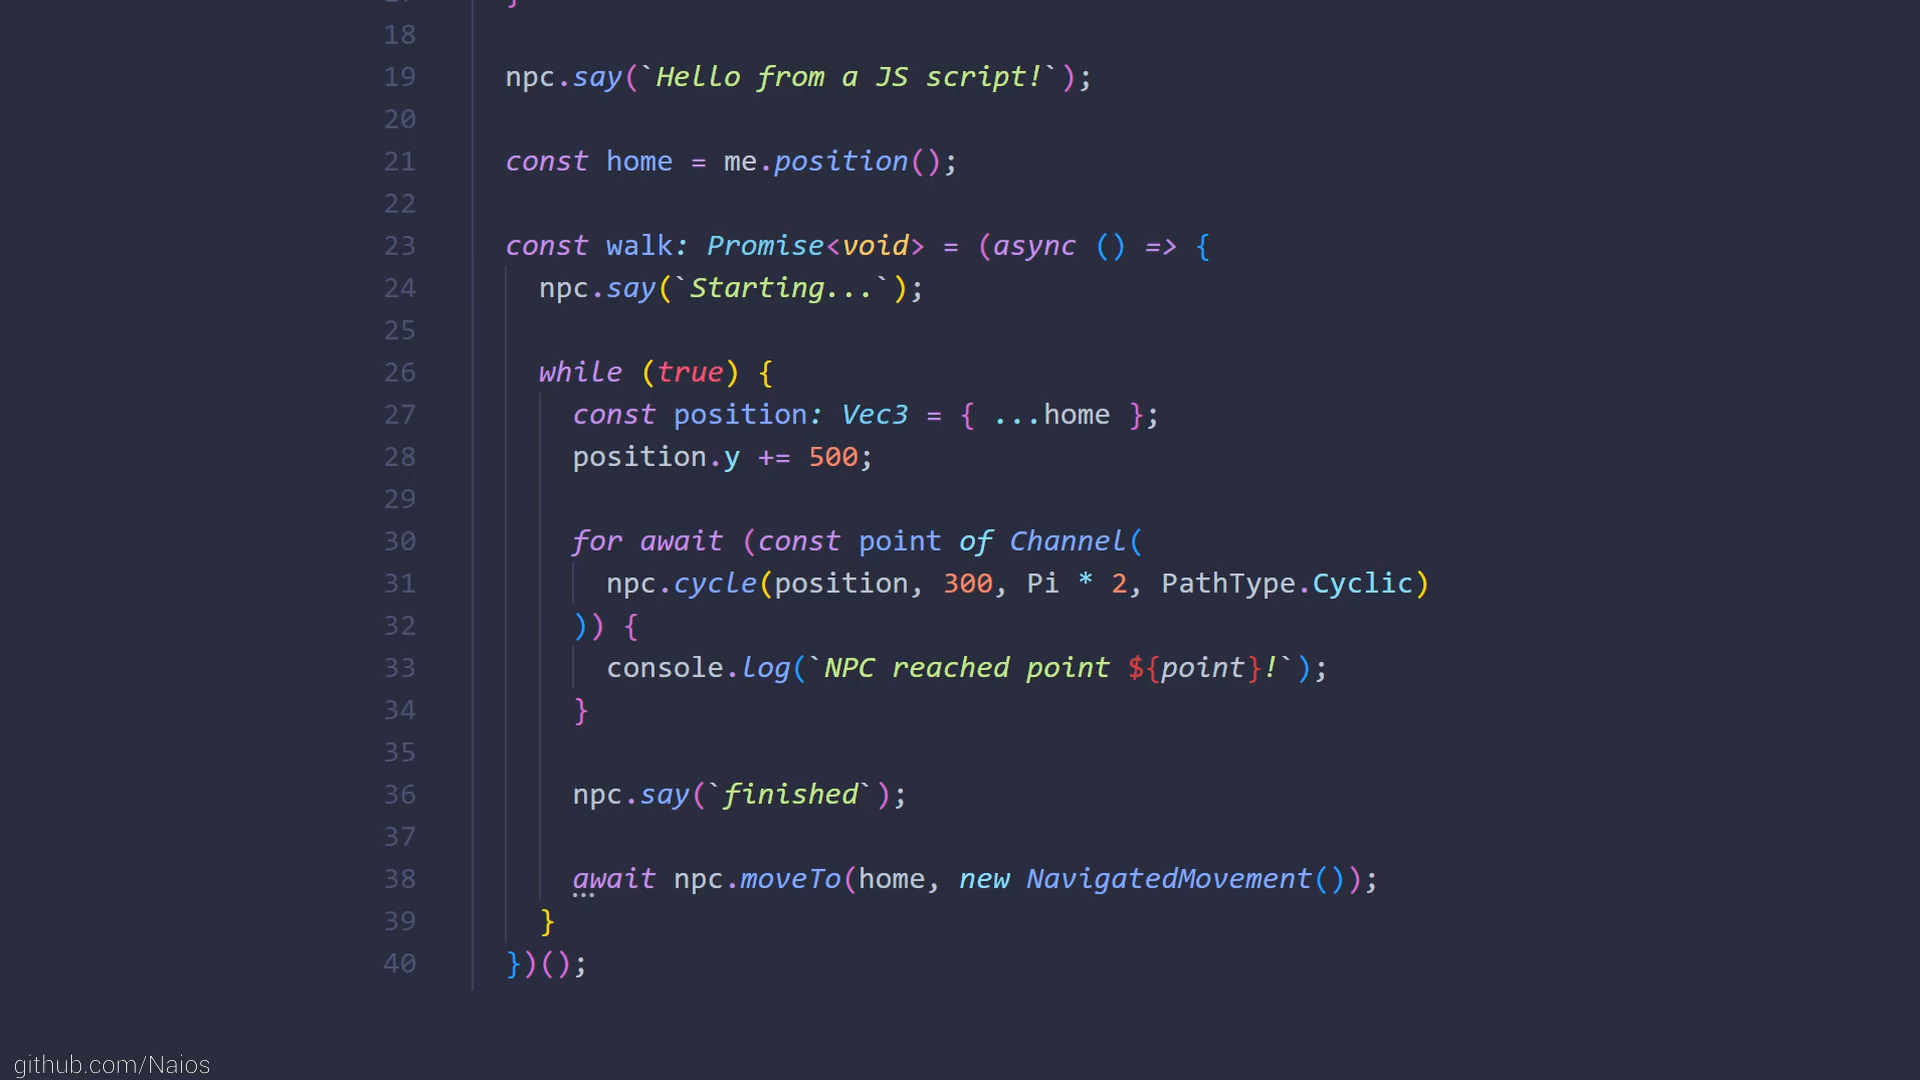 18
19 npc.say(`Hello from a JS script!`);
20
21 const home = me.position();
22
23 const walk: Promise<void> = (async () => {
24 npc.say(`Starting...`);
25
26 while (true) {
27 const position: Vec3 = { ...home };
28 position.y += 500;
29
30 for await (const point of Channel(
31 npc.cycle(position, 300, Pi * 2, PathType.Cyclic)
32 )) {
33 console.log(`NPC reached point ${point}!`);
34 }
35
36 npc.say(`finished`);
37
38 await npc.moveTo(home, new NavigatedMovement());
39 }
40 })();
github.com/Naios